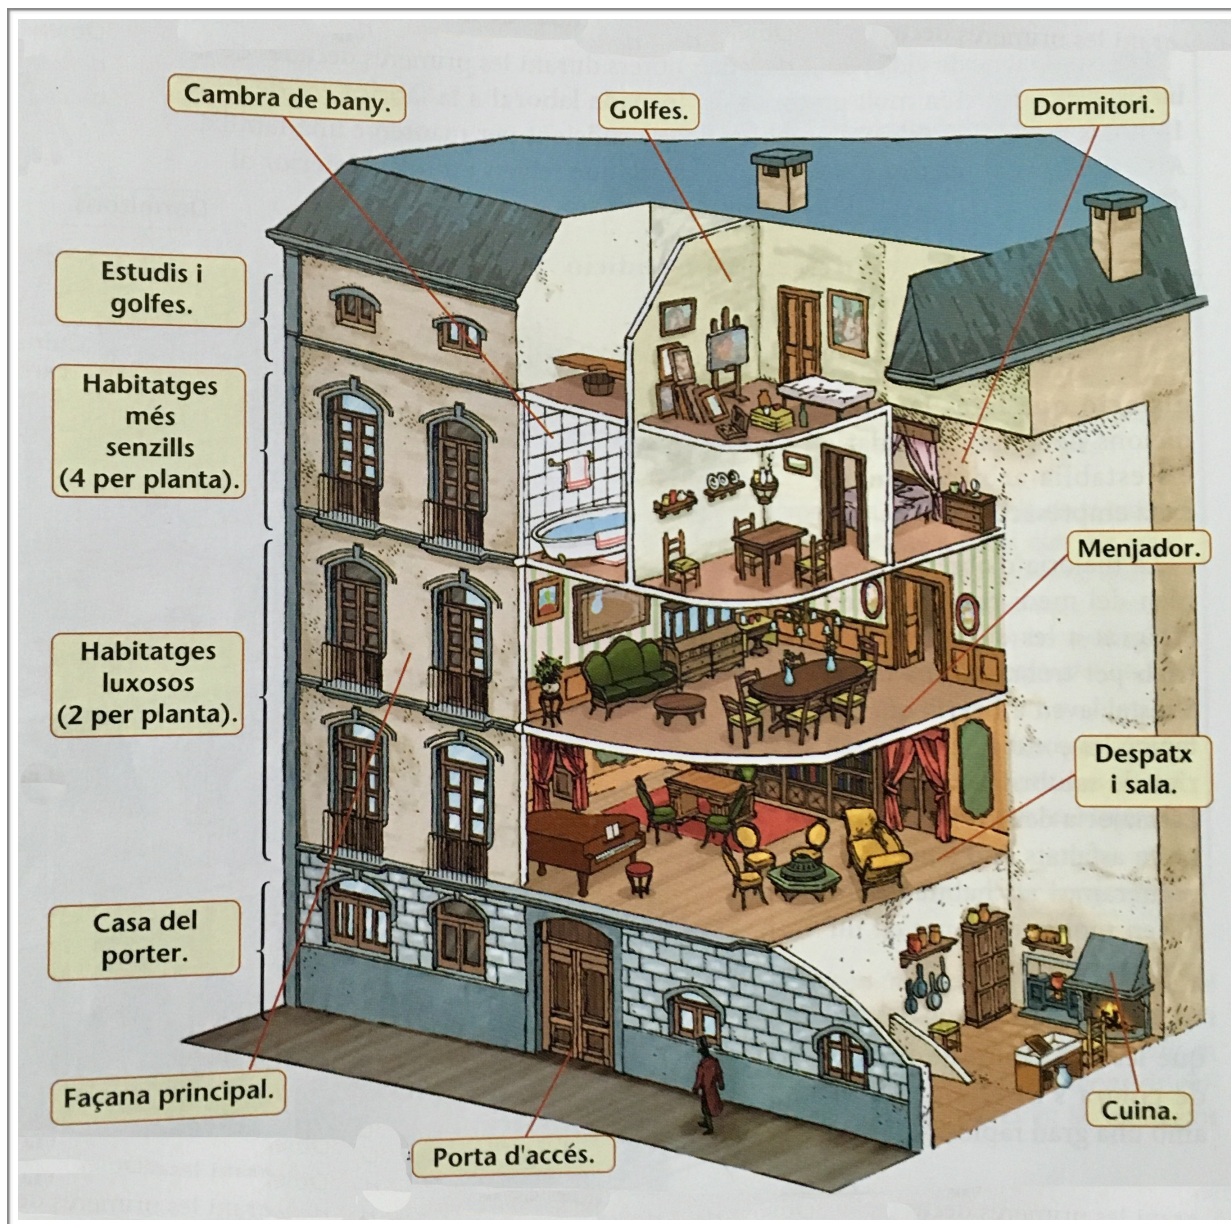 Cambra de bany.
Golfes.
Dormitori.
Estudis i
golfes.
Habitatges
més
senzills
(4 per planta).
Menjador.
Habitatges
luxosos
(2 per planta).
Despatx
i sala.
Casa del
porter.
Façana principal.
Porta d'accés.
Cuina.